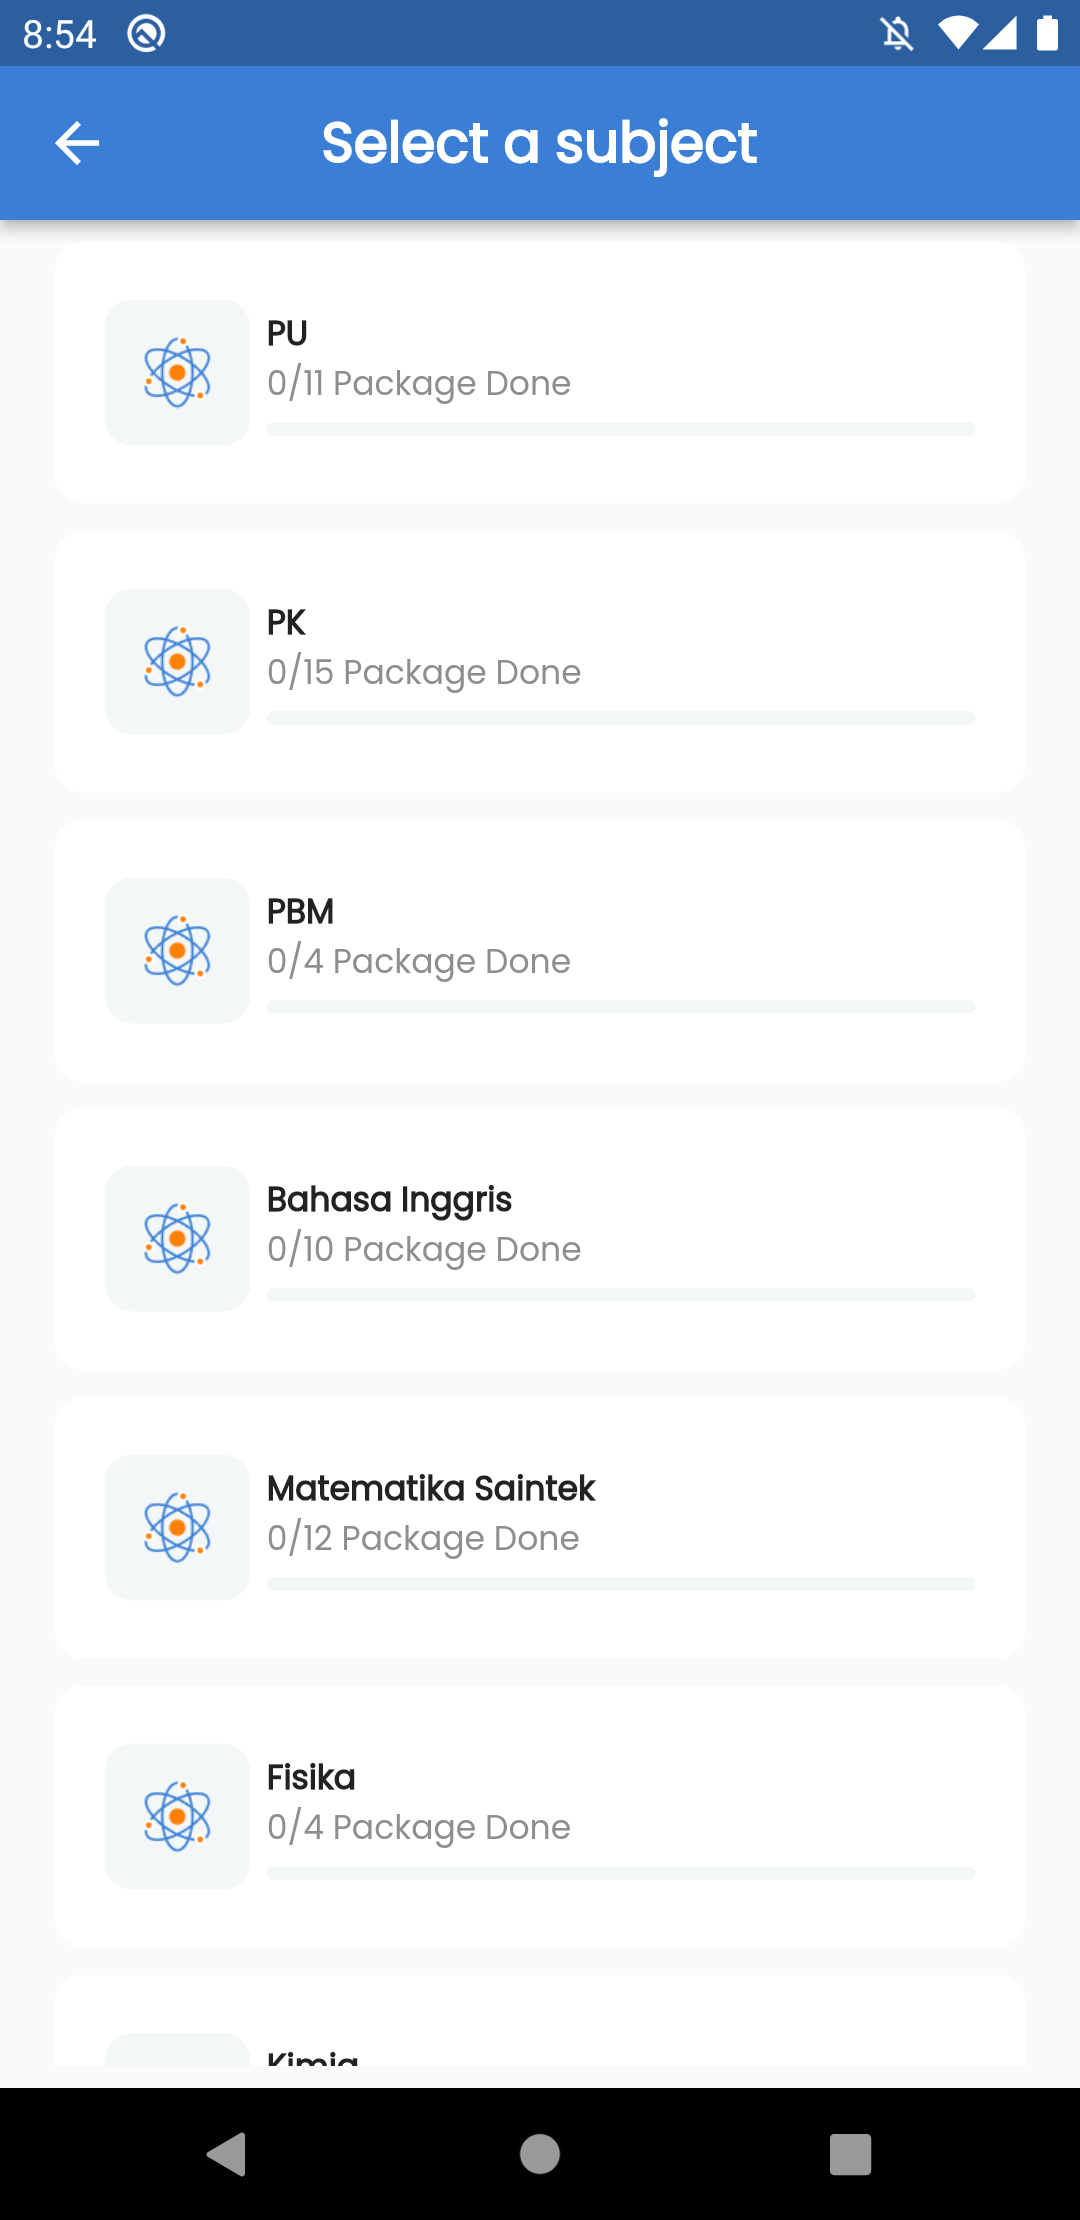 8:54
Select a subject
PU
0/11 Package Done
PK
0/15 Package Done
PBM
0/4 Package Done
Bahasa Inggris
0/10 Package Done
Matematika Saintek
0/12 Package Done
Fisika
0/4 Package Done
Kimia